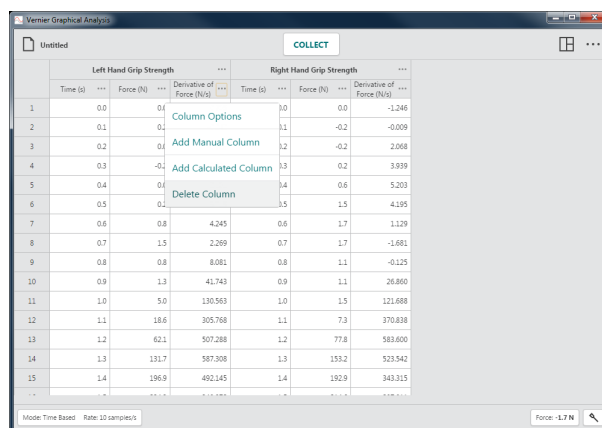 Vernier Graphical Analysis
Untitled
COLLECT
Left Hand Grip Strength ... Right Hand Grip Strength ...
Time (s) ... Force (N) ... Derivative of Force (N/s) ... Time (s) ... Force (N) ... Derivative of Force (N/s) ...
1 0.0 0.0 -1.246
2 0.1 -0.2 -0.009
3 0.2 -0.2 2.068
4 0.3 0.2 3.939
5 0.4 0.6 5.203
6 0.5 1.5 4.195
Column Options
Add Manual Column
Add Calculated Column
Delete Column
7 0.6 0.8 4.245 0.6 1.7 1.129
8 0.7 1.5 2.269 0.7 1.7 -1.681
9 0.8 0.8 8.081 0.8 1.1 -0.125
10 0.9 1.3 41.743 0.9 1.1 26.860
11 1.0 5.0 130.563 1.0 1.5 121.688
12 1.1 18.6 305.768 1.1 7.3 370.838
13 1.2 62.1 507.288 1.2 77.8 583.600
14 1.3 131.7 587.308 1.3 153.2 523.542
15 1.4 196.9 492.145 1.4 192.9 343.315
Mode: Time Based Rate: 10 samples/s
Force: -1.7 N